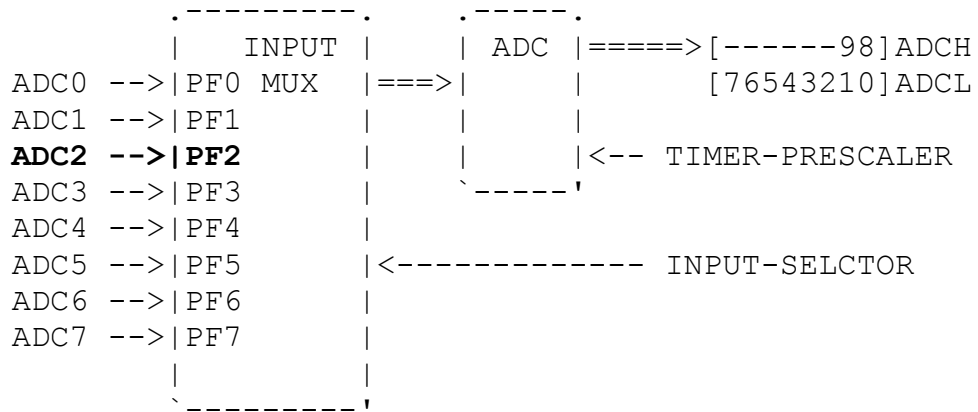 .---------. .-----.
| INPUT | | ADC |=====>[------98]ADCH
ADC0 -->|PF0 MUX |===>| | [76543210]ADCL
ADC1 -->|PF1 | | |
ADC2 -->|PF2 | | |<-- TIMER-PRESCALER
ADC3 -->|PF3 | `-----'
ADC4 -->|PF4 |
ADC5 -->|PF5 |<------------- INPUT-SELCTOR
ADC6 -->|PF6 |
ADC7 -->|PF7 |
| |
`---------'